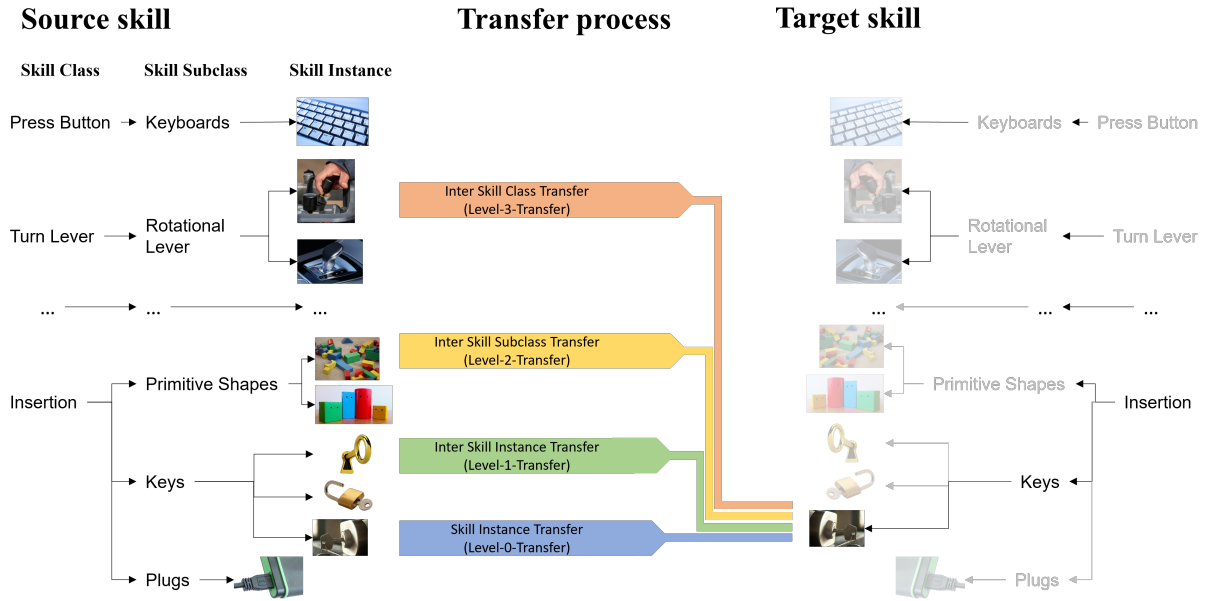 Source skill
Transfer process
Target skill
Skill Class
Skill Subclass
Skill Instance
Press Button
Keyboards
Keyboards
Press Button
Inter Skill Class Transfer
(Level-3-Transfer)
Turn Lever
Rotational
Lever
Rotational
Lever
Turn Lever
...
...
...
...
...
...
Inter Skill Subclass Transfer
(Level-2-Transfer)
Insertion
Primitive Shapes
Primitive Shapes
Insertion
Inter Skill Instance Transfer
(Level-1-Transfer)
Keys
Keys
Skill Instance Transfer
(Level-0-Transfer)
Plugs
Plugs